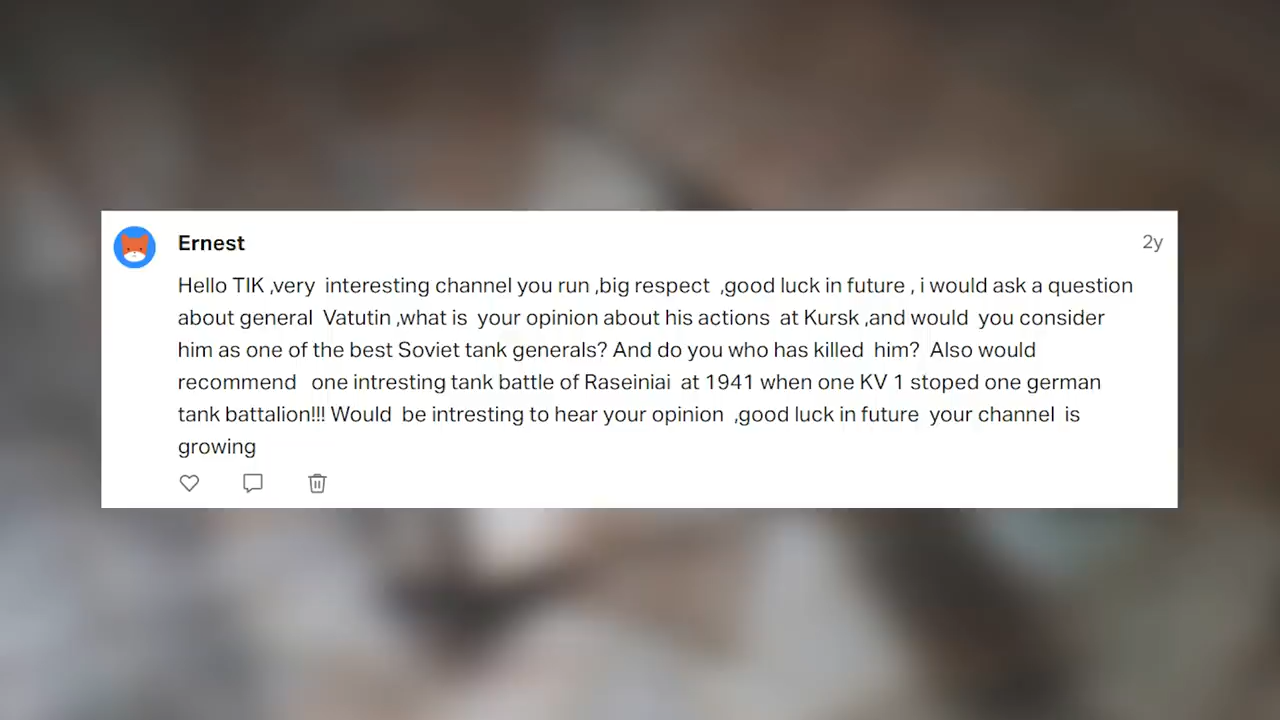 Ernest
2y
Hello TIK ,very interesting channel you run ,big respect ,good luck in future , i would ask a question
about general Vatutin ,what is your opinion about his actions at Kursk ,and would you consider
him as one of the best Soviet tank generals? And do you who has killed him? Also would
recommend one intresting tank battle of Raseiniai at 1941 when one KV 1 stoped one german
tank battalion!!! Would be intresting to hear your opinion ,good luck in future your channel is
growing